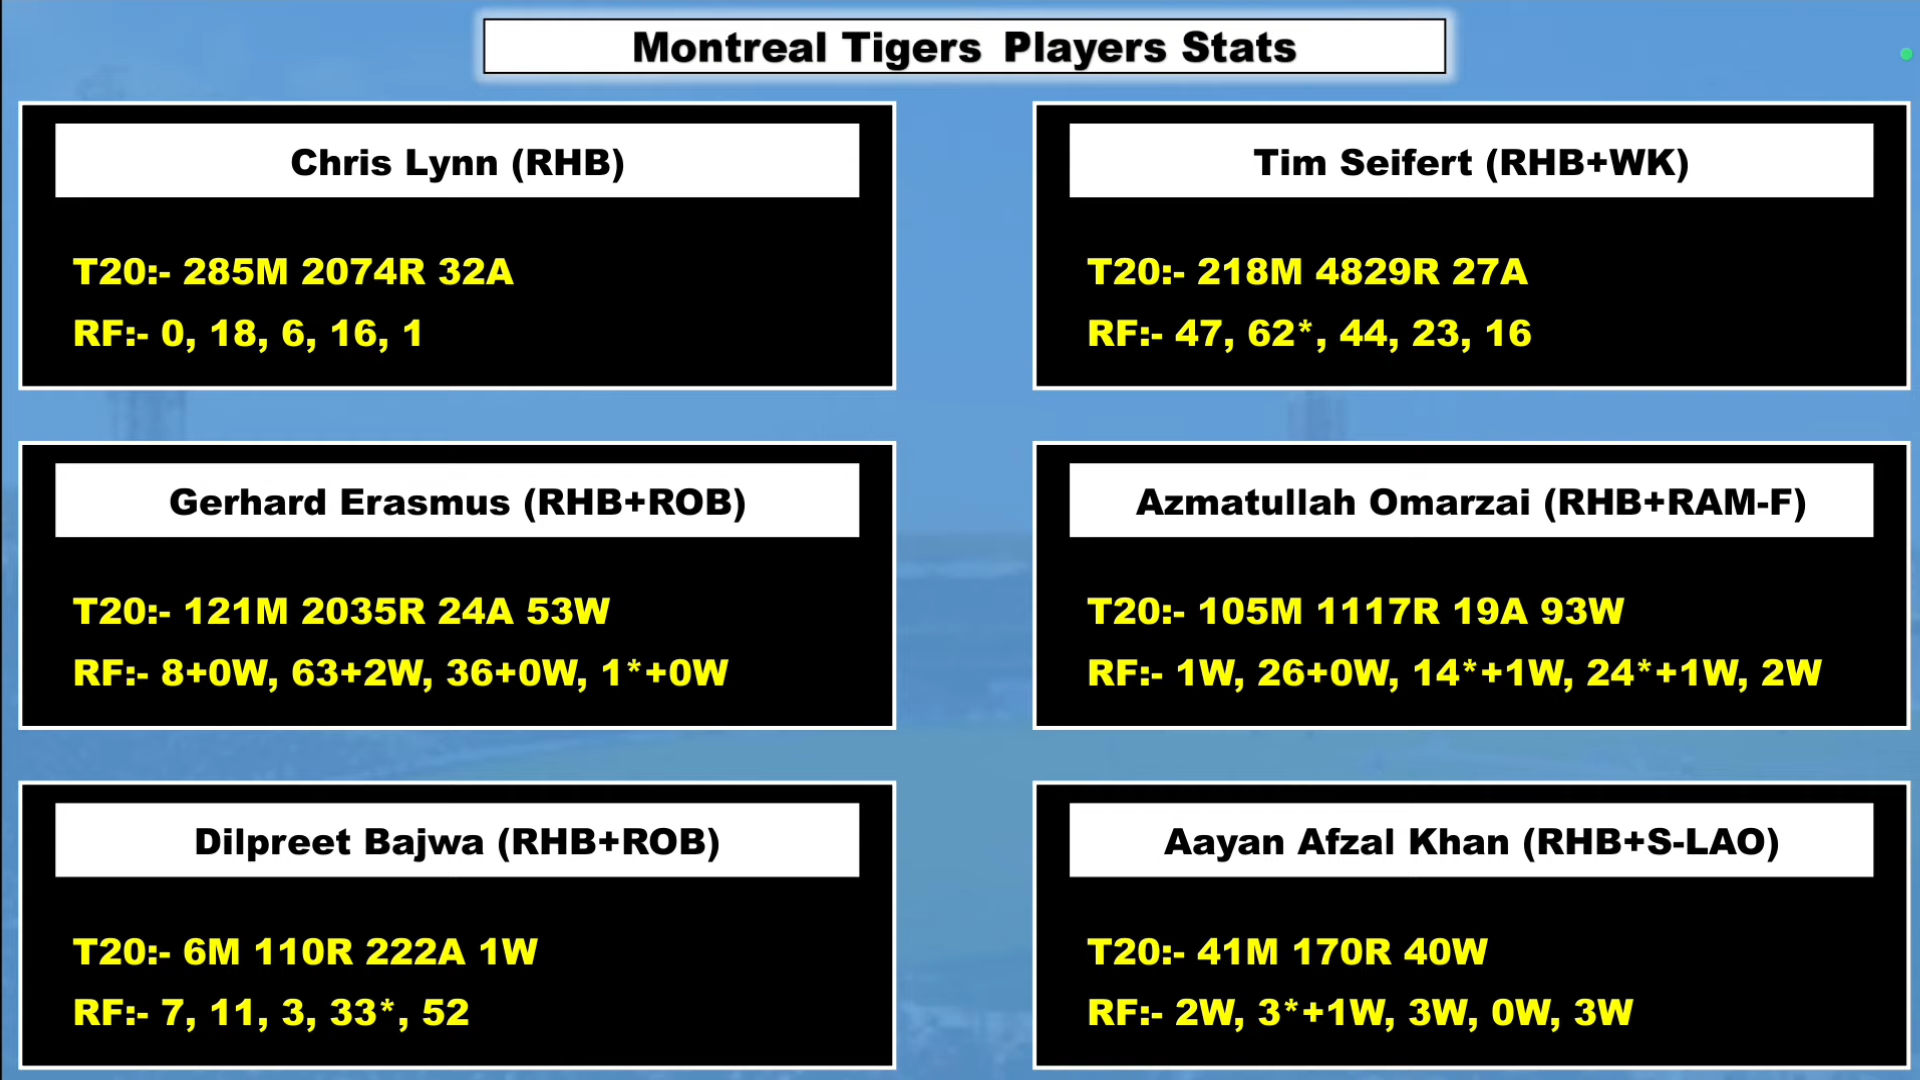 Montreal Tigers Players Stats
Chris Lynn (RHB)
T20:- 285M 2074R 32A
RF:- 0, 18, 6, 16, 1
Tim Seifert (RHB+WK)
T20:- 218M 4829R 27A
RF:- 47, 62*, 44, 23, 16
Gerhard Erasmus (RHB+ROB)
T20:- 121M 2035R 24A 53W
RF:- 8+0W, 63+2W, 36+0W, 1*+0W
Azmatullah Omarzai (RHB+RAM-F)
T20:- 105M 1117R 19A 93W
RF:- 1W, 26+0W, 14*+1W, 24*+1W, 2W
Dilpreet Bajwa (RHB+ROB)
T20:- 6M 110R 222A 1W
RF:- 7, 11, 3, 33*, 52
Aayan Afzal Khan (RHB+S-LAO)
T20:- 41M 170R 40W
RF:- 2W, 3*+1W, 3W, 0W, 3W